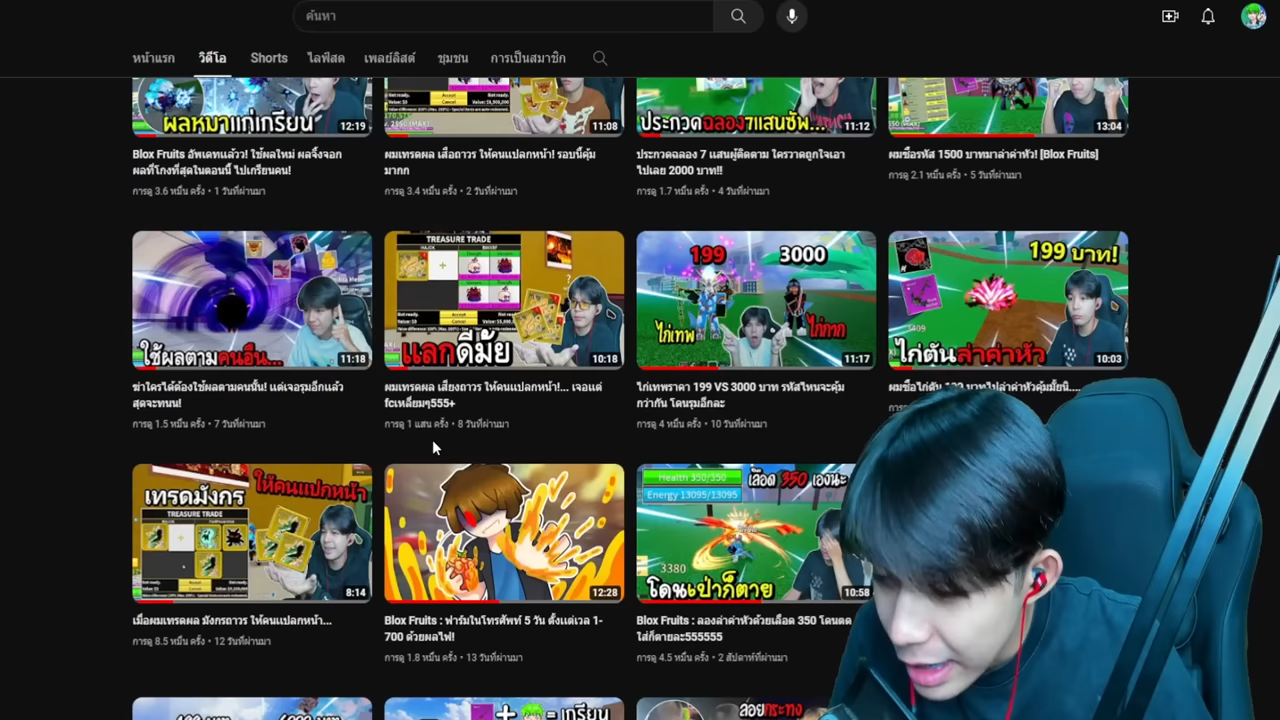 ค้นหา
หน้าแรก
วิดีโอ
Shorts
ไลฟ์สด
เพลย์ลิสต์
ชุมชน
การเป็นสมาชิก
ผลหมาแก่เกรียน
12:19
Not ready.
Accept
Cancel
Not ready.
11:08
ประกวดฉลอง7แสนซัพ...
11:12
13:04
Blox Fruits อัพเดทแล้ว! ใช้ผลใหม่ ผลจิ้งจอก
ผลที่โกงที่สุดในตอนนี้ ไปเกรียนคน!
การดู 3.6 หมื่น ครั้ง • 1 วันที่ผ่านมา
ผมเทรดผล เสือถาวร ให้คนแปลกหน้า! รอบนี้คุ้ม
มากก
การดู 3.4 หมื่น ครั้ง • 2 วันที่ผ่านมา
ประกวดฉลอง 7 แสนผู้ติดตาม ใครวาดถูกใจเอา
ไปเลย 2000 บาท!!
การดู 1.7 หมื่น ครั้ง • 4 วันที่ผ่านมา
ผมซื้อรหัส 1500 บาทมาล่าค่าหัว! [Blox Fruits]
การดู 2.1 หมื่น ครั้ง • 5 วันที่ผ่านมา
ใช้ผลตามคนอื่น...
11:18
TREASURE TRADE
Accept
Cancel
แลกดีมั้ย
10:18
199
3000
ไก่เทพ
ไก่กาก
11:17
199 บาท!
3409
ไก่ตันล่าค่าหัว
10:03
ฆ่าใครได้ต้องใช้ผลตามคนนั้น! แต่เจอรุมอีกแล้ว
สุดจะทนน!
การดู 1.5 หมื่น ครั้ง • 7 วันที่ผ่านมา
ผมเทรดผล เสี่ยงถาวร ให้คนแปลกหน้า!... เจอแต่
fcเหลี่ยมๆ555+
การดู 1 แสน ครั้ง • 8 วันที่ผ่านมา
ไก่เทพราคา 199 VS 3000 บาท รหัสไหนจะคุ้ม
กว่ากัน โดนรุมอีกละ
การดู 4 หมื่น ครั้ง • 10 วันที่ผ่านมา
ผมซื้อไก่ตัน 199 บาทไปล่าค่าหัวคุ้มมั้ยนิ....
การดู
เทรดมังกร
ให้คนแปกหน้า
TREASURE TRADE
Accept
Cancel
8:14
12:28
Health 350/350
Energy 13095/13095
เลือด 350 เองนะ
3380
โดนเป่าก็ตาย
10:58
เมื่อผมเทรดผล มังกรถาวร ให้คนแปลกหน้า...
การดู 8.5 หมื่น ครั้ง • 12 วันที่ผ่านมา
Blox Fruits : ฟาร์มในโทรศัพท์ 5 วัน ตั้งแต่เวล 1-
700 ด้วยผลไฟ!
การดู 1.8 หมื่น ครั้ง • 13 วันที่ผ่านมา
Blox Fruits : ลองล่าค่าหัวด้วยเลือด 350 โดนตด
ใส่ก็ตายละ555555
การดู 4.5 หมื่น ครั้ง • 2 สัปดาห์ที่ผ่านมา
+
= เกรียน
ลอยกระทง